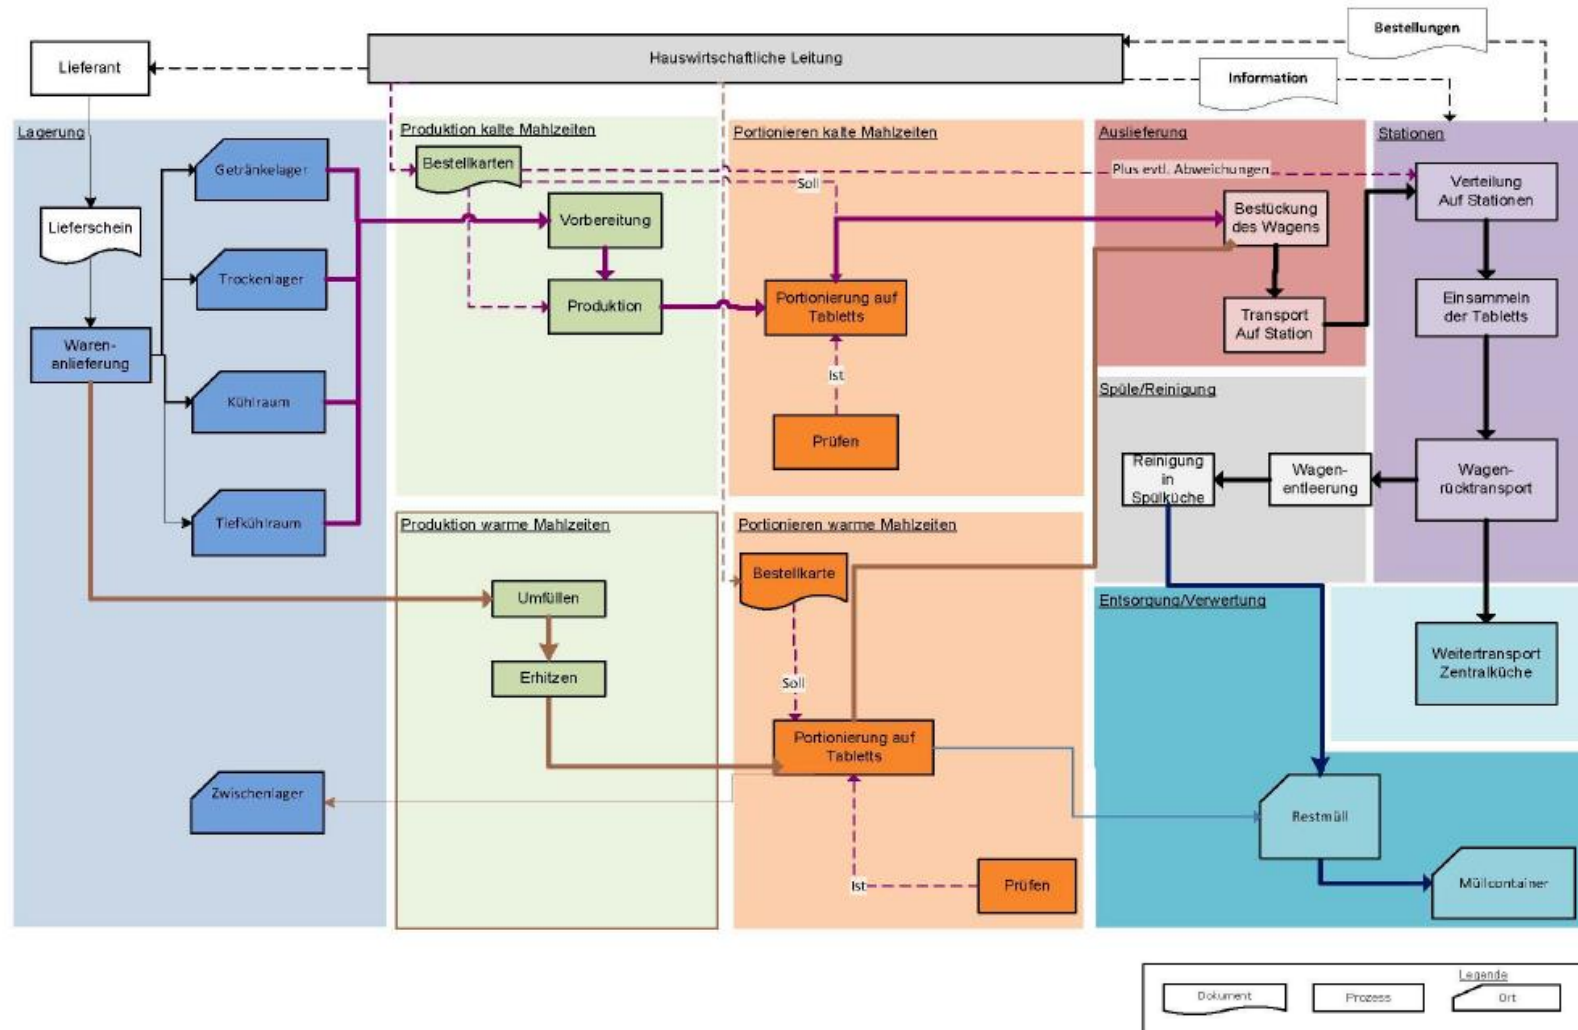 Bestellungen
Lieferant
Hauswirtschaftliche Leitung
Information
Lagerung
Produktion kalte Mahlzeiten
Portionieren kalte Mahlzeiten
Auslieferung
Stationen
Getränkelager
Bestellkarten
Soll
Plus evtl. Abweichungen
Verteilung
Auf Stationen
Lieferschein
Vorbereitung
Bestückung
des Wagens
Trockenlager
Produktion
Portionierung auf
Tabletts
Transport
Auf Station
Einsammeln
der Tabletts
Waren-
anlieferung
Ist
Spüle/Reinigung
Kühlraum
Prüfen
Reinigung
in
Spülküche
Wagen-
entleerung
Wagen-
rücktransport
Tiefkühlraum
Produktion warme Mahlzeiten
Portionieren warme Mahlzeiten
Bestellkarte
Umfüllen
Entsorgung/Verwertung
Erhitzen
Soll
Weitertransport
Zentralküche
Portionierung auf
Tabletts
Zwischenlager
Restmüll
Ist
Prüfen
Müllcontainer
Legende
Dokument
Prozess
Ort